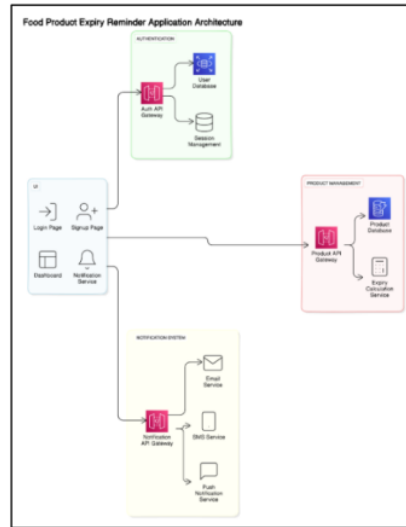 Food Product Expiry Reminder Application Architecture
AUTHENTICATION
User
Database
Auth API
Gateway
Session
Management
UI
Login Page
Signup Page
Dashboard
Notification
Service
PRODUCT MANAGEMENT
Product
Database
Product API
Gateway
Expiry
Calculation
Service
NOTIFICATION SYSTEM
Email
Service
Notification
API Gateway
SMS Service
Push
Notification
Service